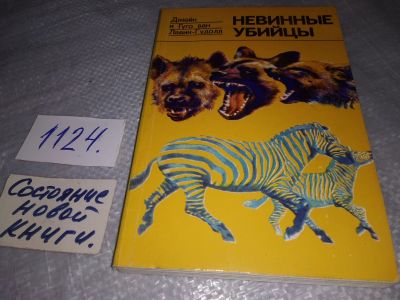 Джейн
и Гуго ван
Лавик-Гудолл
НЕВИННЫЕ
УБИЙЦЫ
1124.
Состояние
новой
книги.